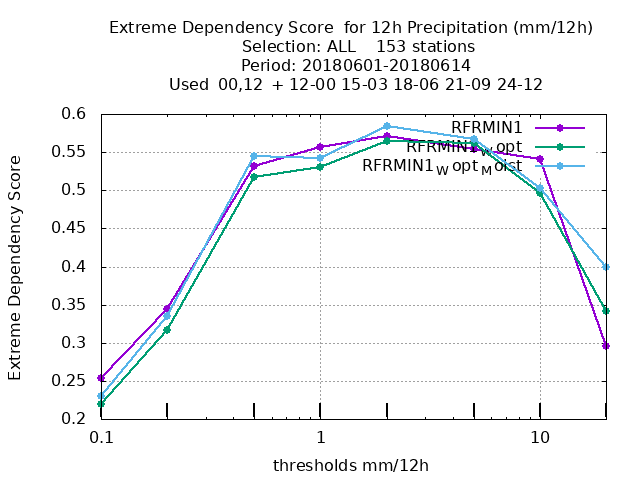 Extreme Dependency Score  for 12h Precipitation (mm/12h)
Selection: ALL    153 stations
Period: 20180601-20180614
Used  00,12  + 12-00 15-03 18-06 21-09 24-12
0.6
0.55
0.5
0.45
0.4
0.35
0.3
0.25
0.2
Extreme Dependency Score
RFRMIN1
RFRMIN1Wopt
RFRMIN1WoptMoist
0.1
1
10
thresholds mm/12h